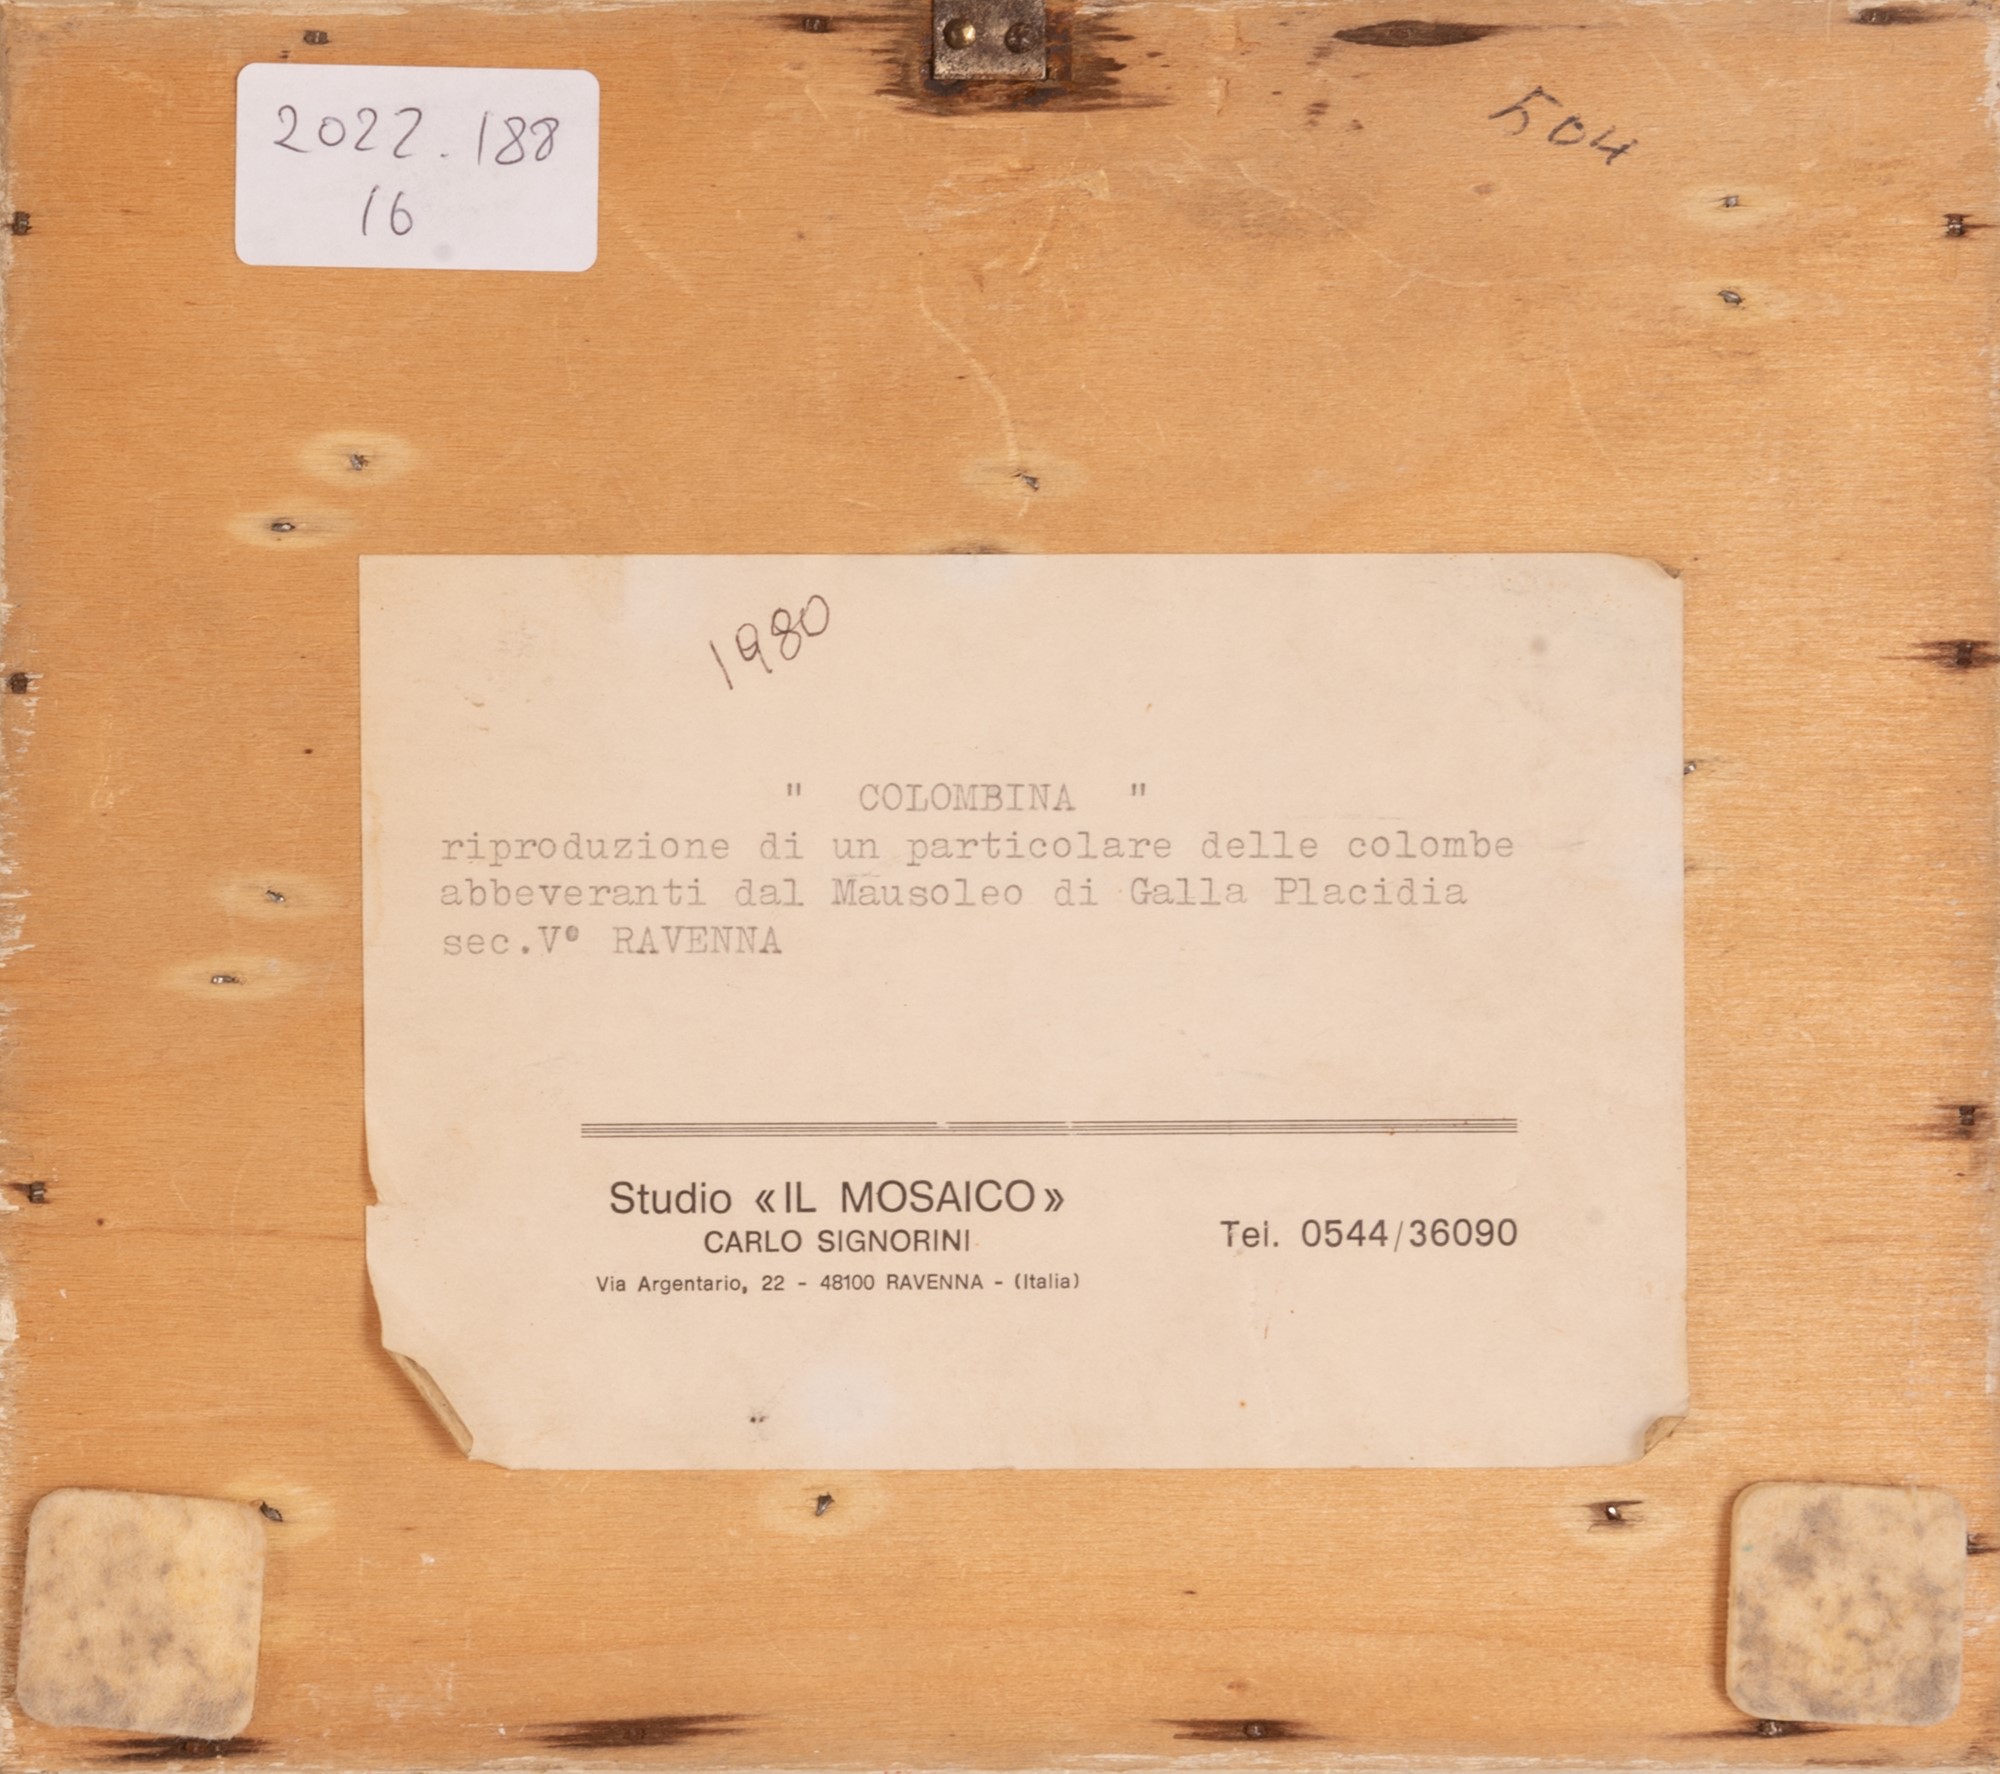 2022.188
16
504
1980
" COLOMBINA "
riproduzione di un particolare delle colombe
abbeveranti dal Mausoleo di Galla Placidia
sec.V° RAVENNA
Studio «IL MOSAICO»
CARLO SIGNORINI
Via Argentario, 22 - 48100 RAVENNA - (Italia)
Tel. 0544/36090